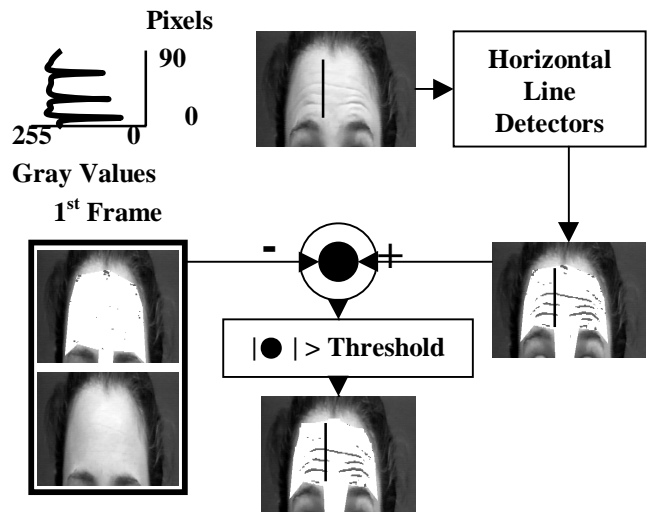 Pixels
90
0
255
0
Gray Values
1st Frame
Horizontal
Line
Detectors
-
+
|● | > Threshold